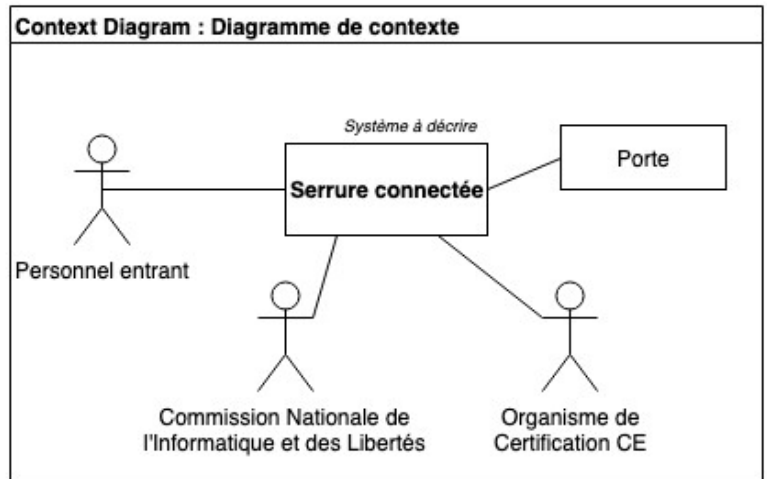 Context Diagram : Diagramme de contexte
Système à décrire
Porte
Serrure connectée
Personnel entrant
Commission Nationale de
l'Informatique et des Libertés
Organisme de
Certification CE